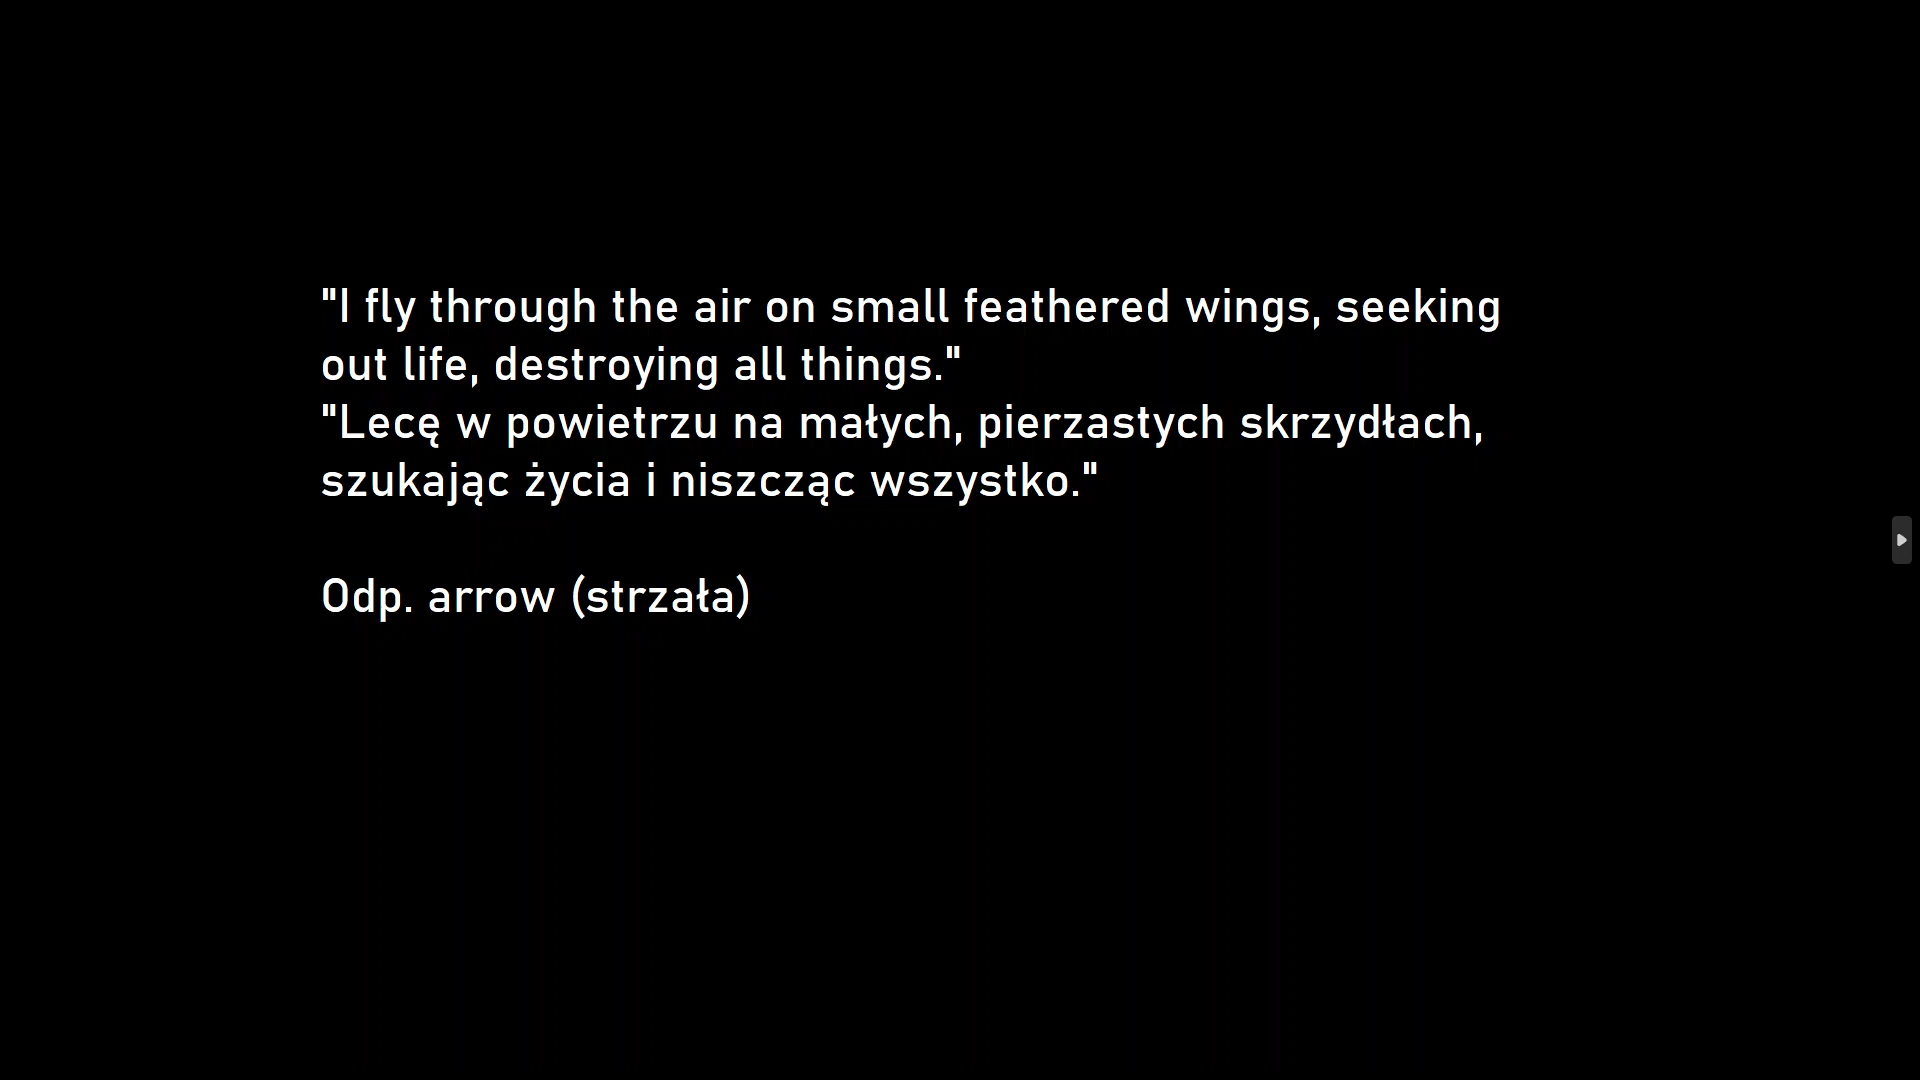 "I fly through the air on small feathered wings, seeking
out life, destroying all things."
"Lecę w powietrzu na małych, pierzastych skrzydłach,
szukając życia i niszcząc wszystko."
Odp. arrow (strzała)